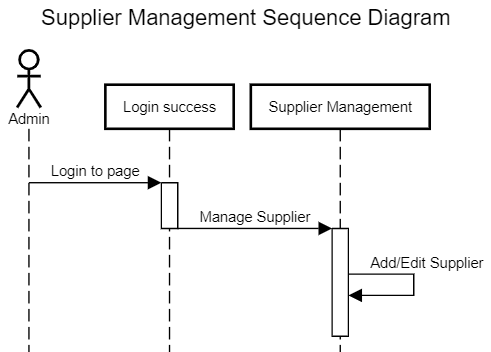 Supplier Management Sequence Diagram
Admin
Login success
Supplier Management
Login to page
Manage Supplier
Add/Edit Supplier